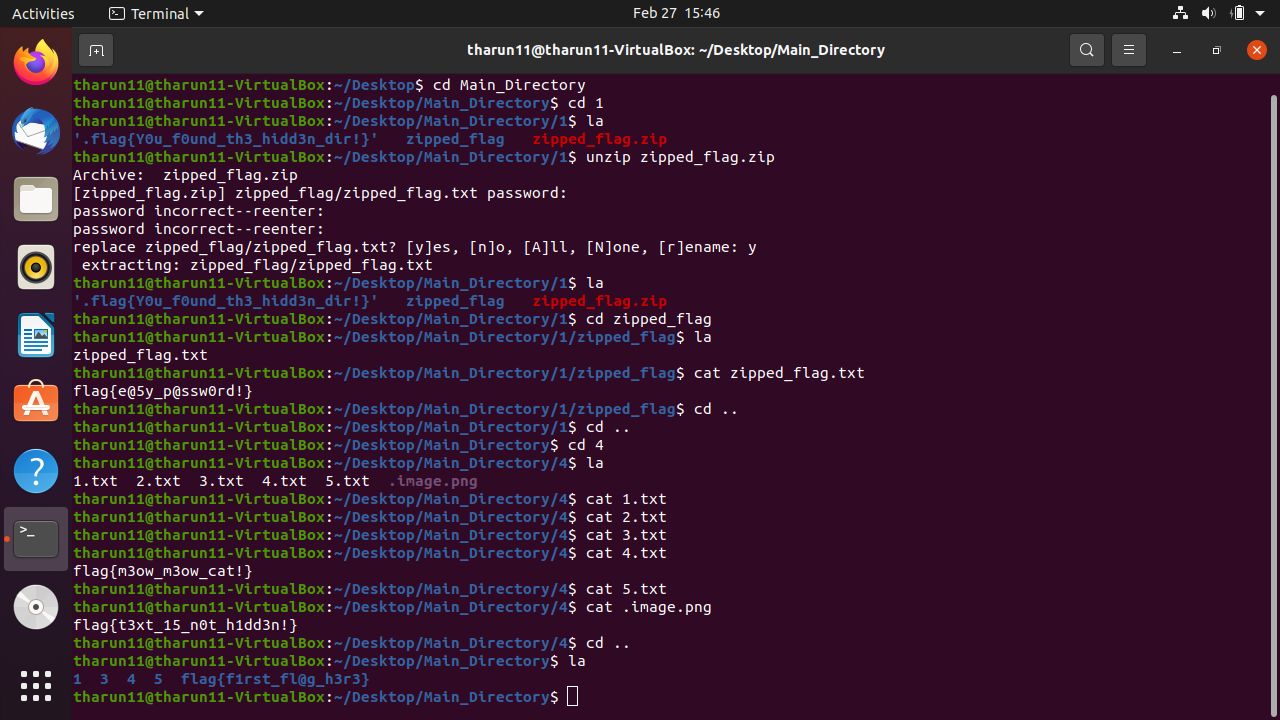 Activities Terminal Feb 27 15:46
tharun11@tharun11-VirtualBox: ~/Desktop/Main_Directory
tharun11@tharun11-VirtualBox:~/Desktop$ cd Main_Directory
tharun11@tharun11-VirtualBox:~/Desktop/Main_Directory$ cd 1
tharun11@tharun11-VirtualBox:~/Desktop/Main_Directory/1$ la
'.flag{Y0u_f0und_th3_hidd3n_dir!}'   zipped_flag   zipped_flag.zip
tharun11@tharun11-VirtualBox:~/Desktop/Main_Directory/1$ unzip zipped_flag.zip
Archive:  zipped_flag.zip
[zipped_flag.zip] zipped_flag/zipped_flag.txt password:
password incorrect--reenter:
password incorrect--reenter:
replace zipped_flag/zipped_flag.txt? [y]es, [n]o, [A]ll, [N]one, [r]ename: y
 extracting: zipped_flag/zipped_flag.txt
tharun11@tharun11-VirtualBox:~/Desktop/Main_Directory/1$ la
'.flag{Y0u_f0und_th3_hidd3n_dir!}'   zipped_flag   zipped_flag.zip
tharun11@tharun11-VirtualBox:~/Desktop/Main_Directory/1$ cd zipped_flag
tharun11@tharun11-VirtualBox:~/Desktop/Main_Directory/1/zipped_flag$ la
zipped_flag.txt
tharun11@tharun11-VirtualBox:~/Desktop/Main_Directory/1/zipped_flag$ cat zipped_flag.txt
flag{e@5y_p@ssw0rd!}
tharun11@tharun11-VirtualBox:~/Desktop/Main_Directory/1/zipped_flag$ cd ..
tharun11@tharun11-VirtualBox:~/Desktop/Main_Directory/1$ cd ..
tharun11@tharun11-VirtualBox:~/Desktop/Main_Directory$ cd 4
tharun11@tharun11-VirtualBox:~/Desktop/Main_Directory/4$ la
1.txt  2.txt  3.txt  4.txt  5.txt  .image.png
tharun11@tharun11-VirtualBox:~/Desktop/Main_Directory/4$ cat 1.txt
tharun11@tharun11-VirtualBox:~/Desktop/Main_Directory/4$ cat 2.txt
tharun11@tharun11-VirtualBox:~/Desktop/Main_Directory/4$ cat 3.txt
tharun11@tharun11-VirtualBox:~/Desktop/Main_Directory/4$ cat 4.txt
flag{m3ow_m3ow_cat!}
tharun11@tharun11-VirtualBox:~/Desktop/Main_Directory/4$ cat 5.txt
tharun11@tharun11-VirtualBox:~/Desktop/Main_Directory/4$ cat .image.png
flag{t3xt_15_n0t_h1dd3n!}
tharun11@tharun11-VirtualBox:~/Desktop/Main_Directory/4$ cd ..
tharun11@tharun11-VirtualBox:~/Desktop/Main_Directory$ la
1  3  4  5  flag{f1rst_fl@g_h3r3}
tharun11@tharun11-VirtualBox:~/Desktop/Main_Directory$